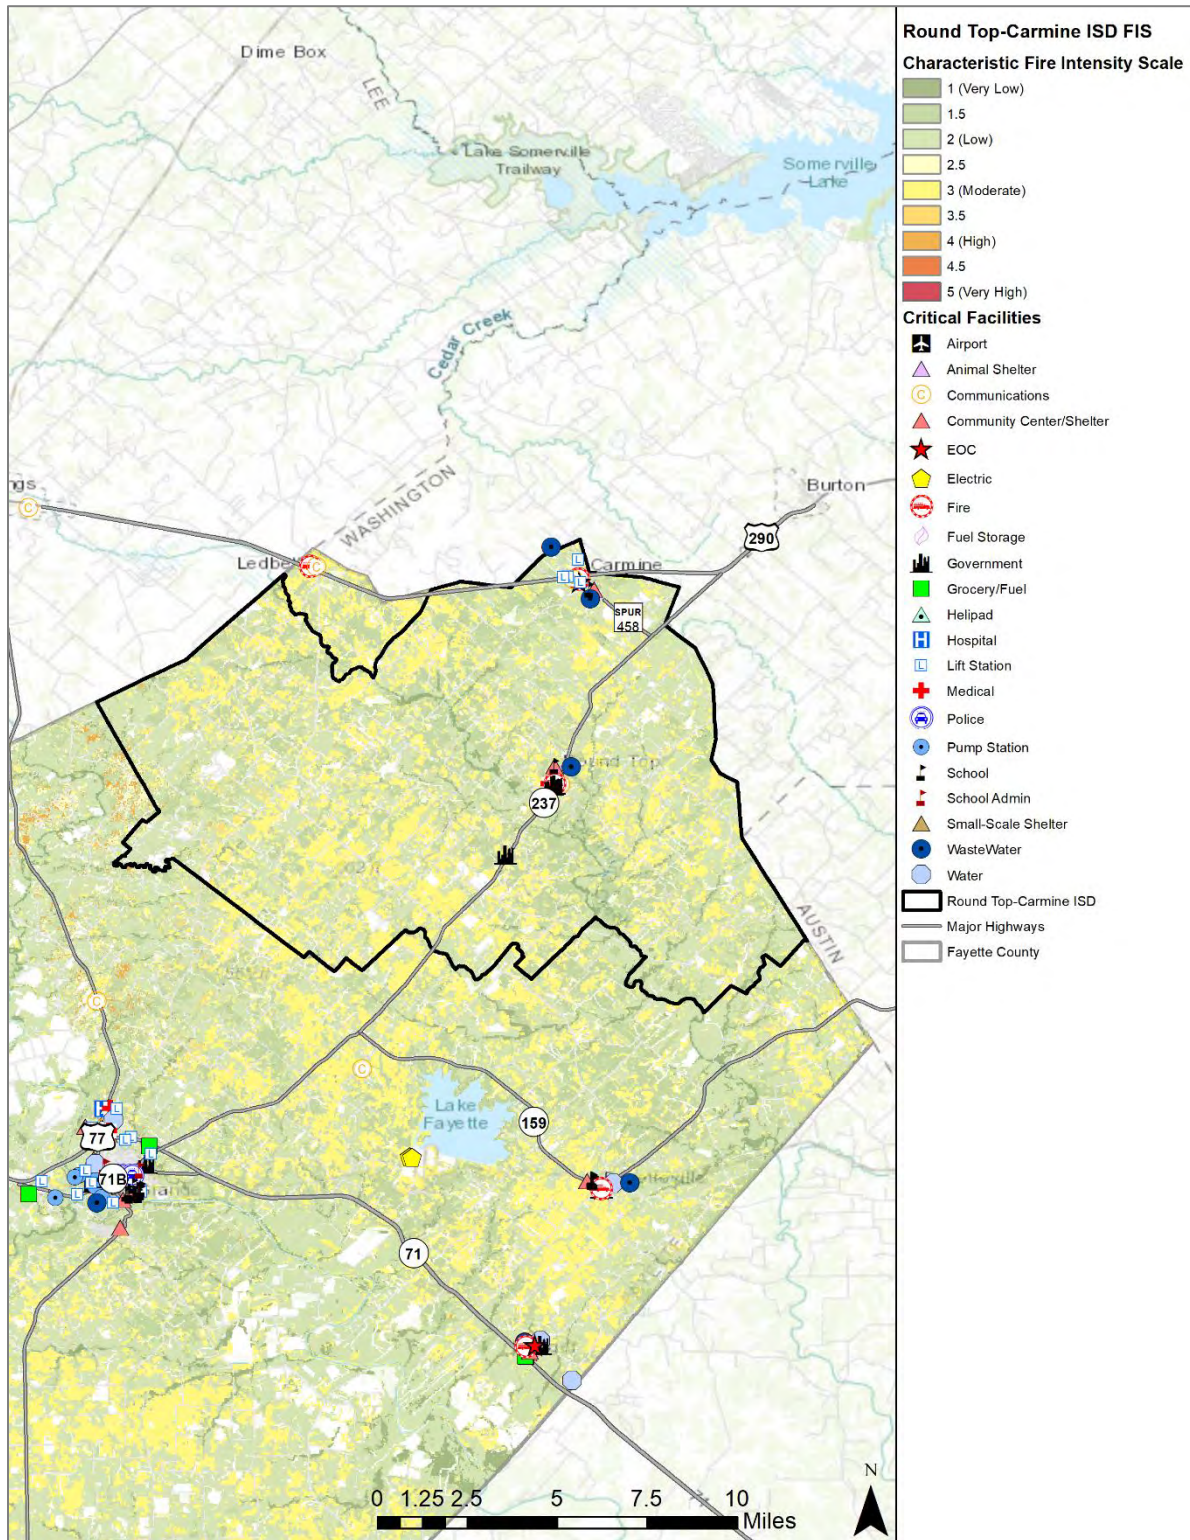 Dime Box
LEE
Lake Somerville
Trailway
Somerville
Lake
Cedar Creek
WASHINGTON
ngs
Burton
290
Ledbe
Carmine
SPUR
458
Round Top
237
AUSTIN
Lake
Fayette
159
77
71B
71
C
C
C
C
H
L
L
L
L
L
L
N
0 1.25 2.5 5 7.5 10
Miles
Round Top-Carmine ISD FIS
Characteristic Fire Intensity Scale
1 (Very Low)
1.5
2 (Low)
2.5
3 (Moderate)
3.5
4 (High)
4.5
5 (Very High)
Critical Facilities
Airport
Animal Shelter
C Communications
Community Center/Shelter
EOC
Electric
Fire
Fuel Storage
Government
Grocery/Fuel
Helipad
H Hospital
L Lift Station
Medical
Police
Pump Station
School
School Admin
Small-Scale Shelter
WasteWater
Water
Round Top-Carmine ISD
Major Highways
Fayette County